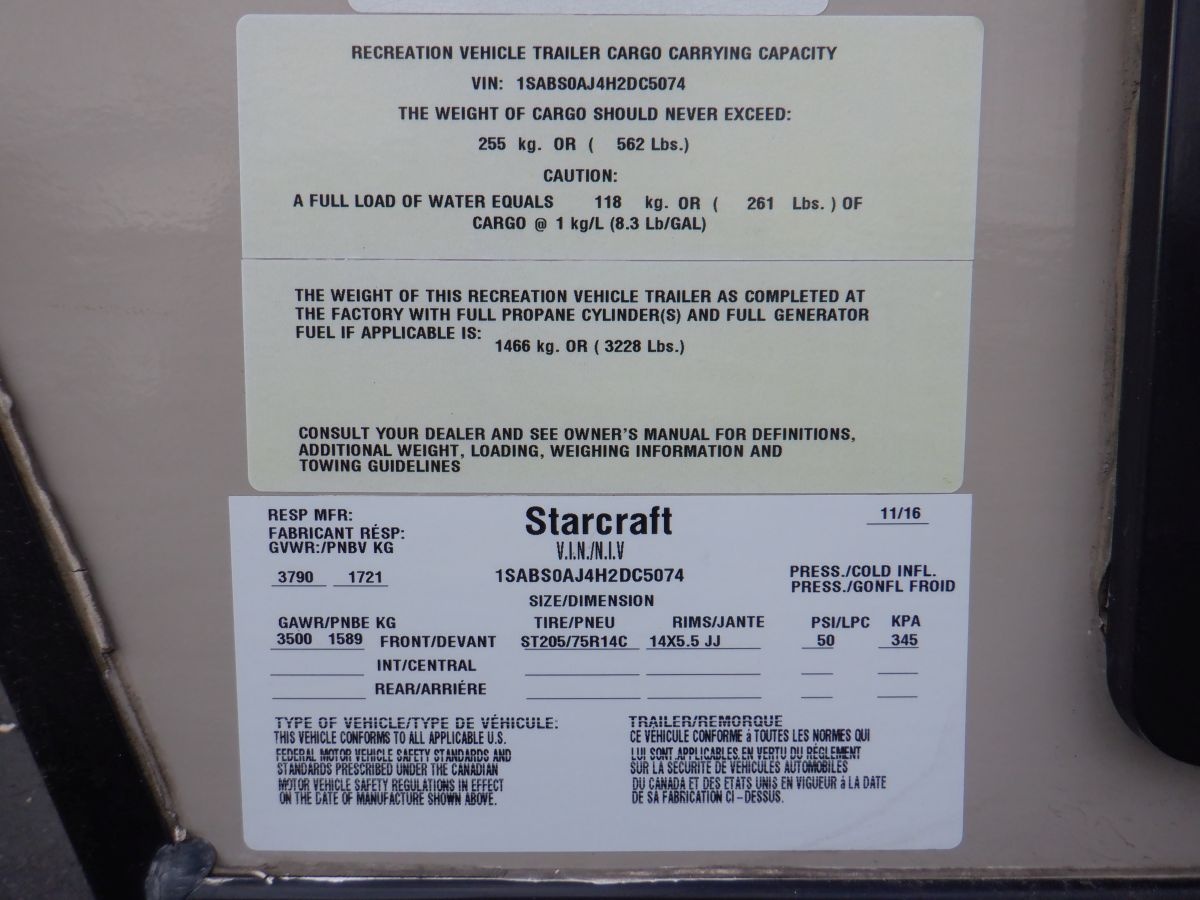 RECREATION VEHICLE TRAILER CARGO CARRYING CAPACITY
VIN: 1SABS0AJ4H2DC5074
THE WEIGHT OF CARGO SHOULD NEVER EXCEED:
255 kg. OR ( 562 Lbs.)
CAUTION:
A FULL LOAD OF WATER EQUALS 118 kg. OR ( 261 Lbs. ) OF
CARGO @ 1 kg/L (8.3 Lb/GAL)
THE WEIGHT OF THIS RECREATION VEHICLE TRAILER AS COMPLETED AT
THE FACTORY WITH FULL PROPANE CYLINDER(S) AND FULL GENERATOR
FUEL IF APPLICABLE IS:
1466 kg. OR ( 3228 Lbs.)
CONSULT YOUR DEALER AND SEE OWNER'S MANUAL FOR DEFINITIONS,
ADDITIONAL WEIGHT, LOADING, WEIGHING INFORMATION AND
TOWING GUIDELINES
RESP MFR: Starcraft 11/16
FABRICANT RÉSP:
GVWR:/PNBV KG V.I.N./N.I.V
3790 1721 1SABS0AJ4H2DC5074 PRESS./COLD INFL.
PRESS./GONFL FROID
SIZE/DIMENSION
GAWR/PNBE KG TIRE/PNEU RIMS/JANTE PSI/LPC KPA
3500 1589 FRONT/DEVANT ST205/75R14C 14X5.5 JJ 50 345
INT/CENTRAL
REAR/ARRIÉRE
TYPE OF VEHICLE/TYPE DE VÉHICULE: TRAILER/REMORQUE
THIS VEHICLE CONFORMS TO ALL APPLICABLE U.S.
FEDERAL MOTOR VEHICLE SAFETY STANDARDS AND
STANDARDS PRESCRIBED UNDER THE CANADIAN
MOTOR VEHICLE SAFETY REGULATIONS IN EFFECT
ON THE DATE OF MANUFACTURE SHOWN ABOVE.
CE VÉHICULE CONFORME à TOUTES LES NORMES QUI
LUI SONT APPLICABLES EN VERTU DU RÉGLEMENT
SUR LA SECURITE DE VEHICULES AUTOMOBILES
DU CANADA ET DES ETATS UNIS EN VIGUEUR à LA DATE
DE SA FABRICATION CI - DESSUS.